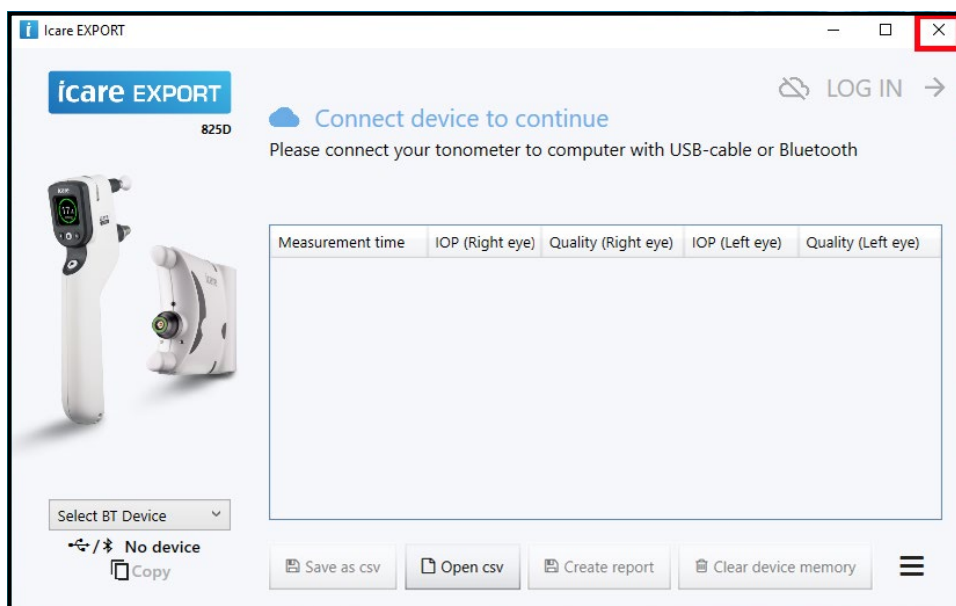 Icare EXPORT
icare EXPORT
825D
LOG IN
Connect device to continue
Please connect your tonometer to computer with USB-cable or Bluetooth
Measurement time IOP (Right eye) Quality (Right eye) IOP (Left eye) Quality (Left eye)
Select BT Device
/ No device
Copy
Save as csv Open csv Create report Clear device memory